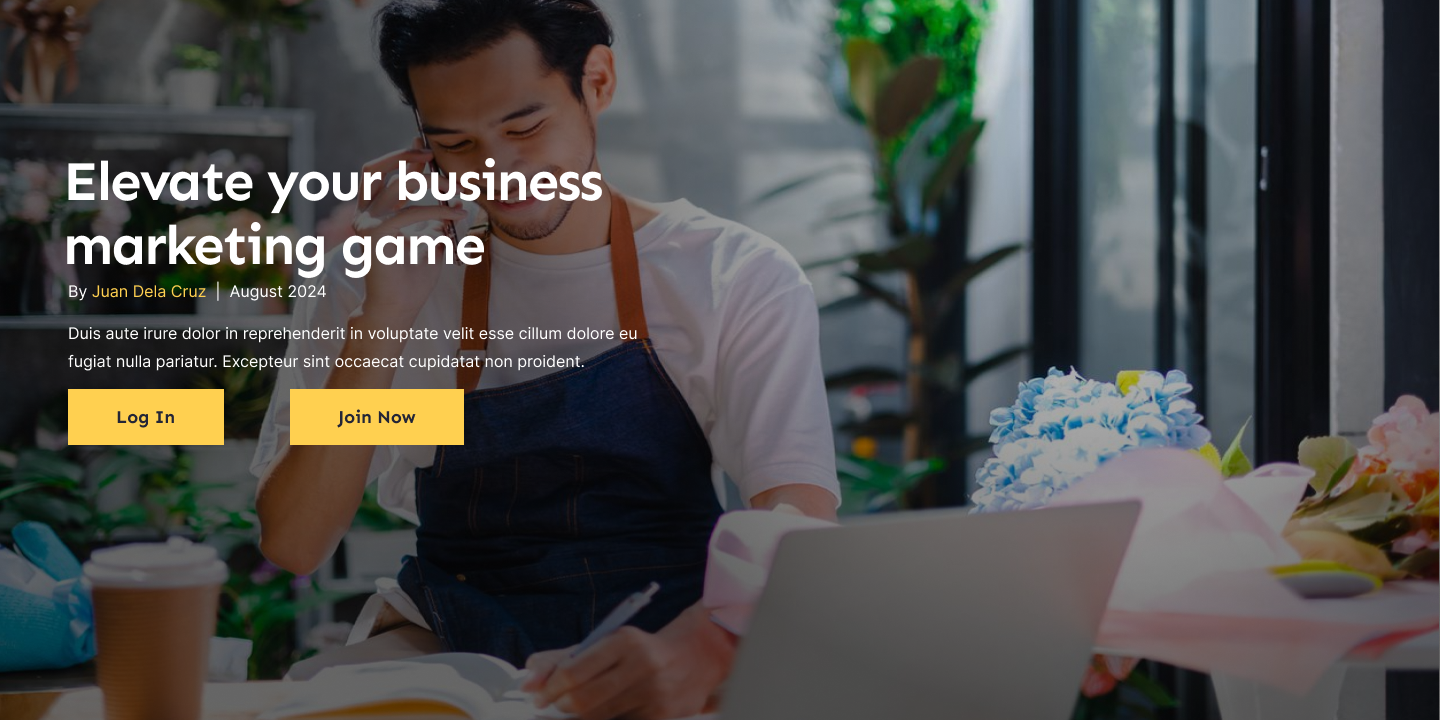 Elevate your business
marketing game
By Juan Dela Cruz | August 2024
Duis aute irure dolor in reprehenderit in voluptate velit esse cillum dolore eu
fugiat nulla pariatur. Excepteur sint occaecat cupidatat non proident.
Log In
Join Now